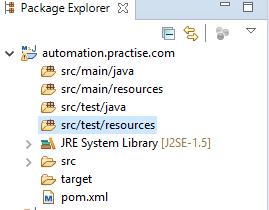 Package Explorer
automation.practise.com
src/main/java
src/main/resources
src/test/java
src/test/resources
JRE System Library [J2SE-1.5]
src
target
pom.xml